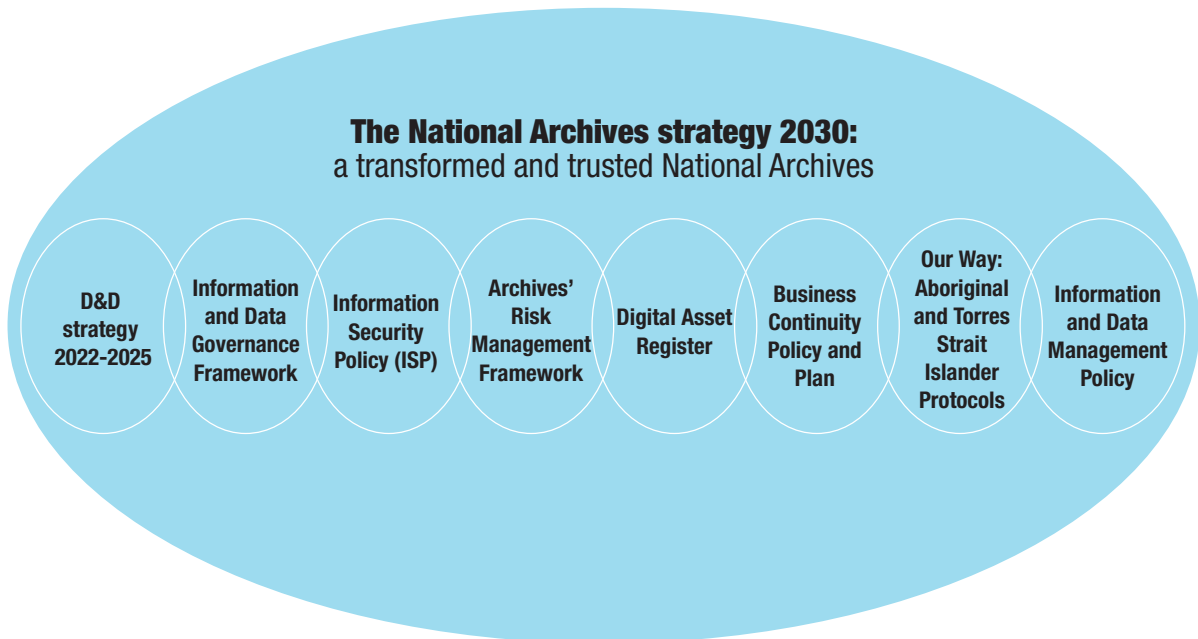 The National Archives strategy 2030:
a transformed and trusted National Archives
D&D
strategy
2022-2025
Information
and Data
Governance
Framework
Information
Security
Policy (ISP)
Archives’
Risk
Management
Framework
Digital Asset
Register
Business
Continuity
Policy and
Plan
Our Way:
Aboriginal
and Torres
Strait
Islander
Protocols
Information
and Data
Management
Policy